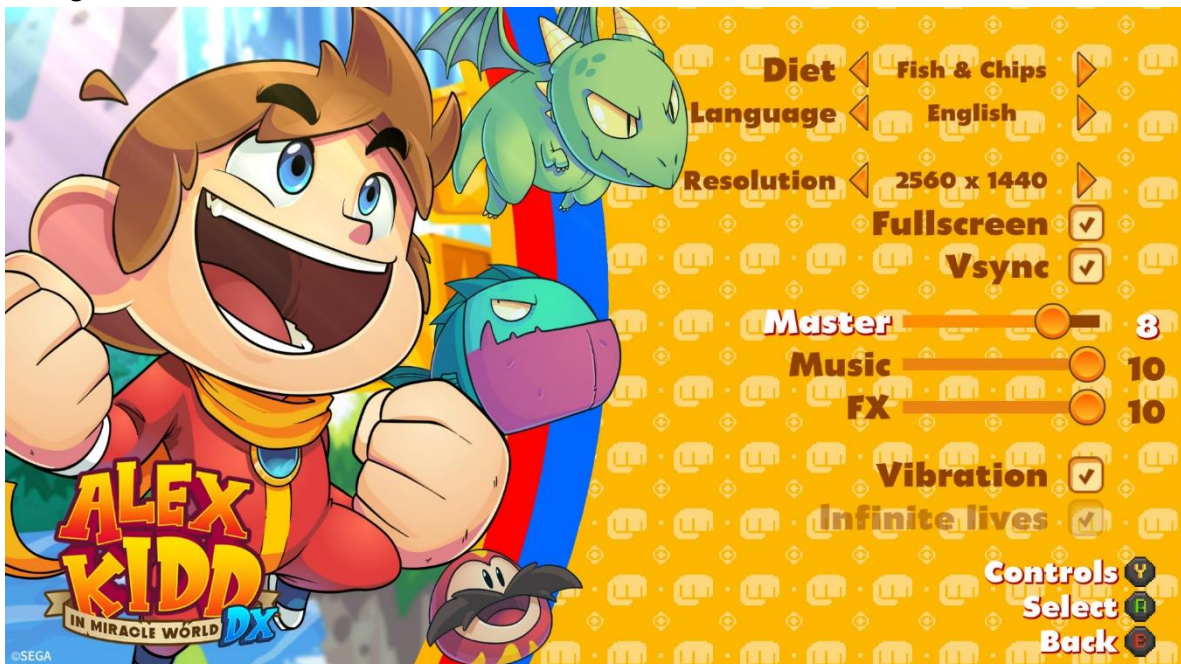 Diet Fish & Chips
Language English
Resolution 2560 x 1440
Fullscreen
Vsync
Master 8
Music 10
FX 10
Vibration
Infinite lives
Controls Y
Select A
Back B
ALEX
KIDD
IN MIRACLE WORLD DX
©SEGA